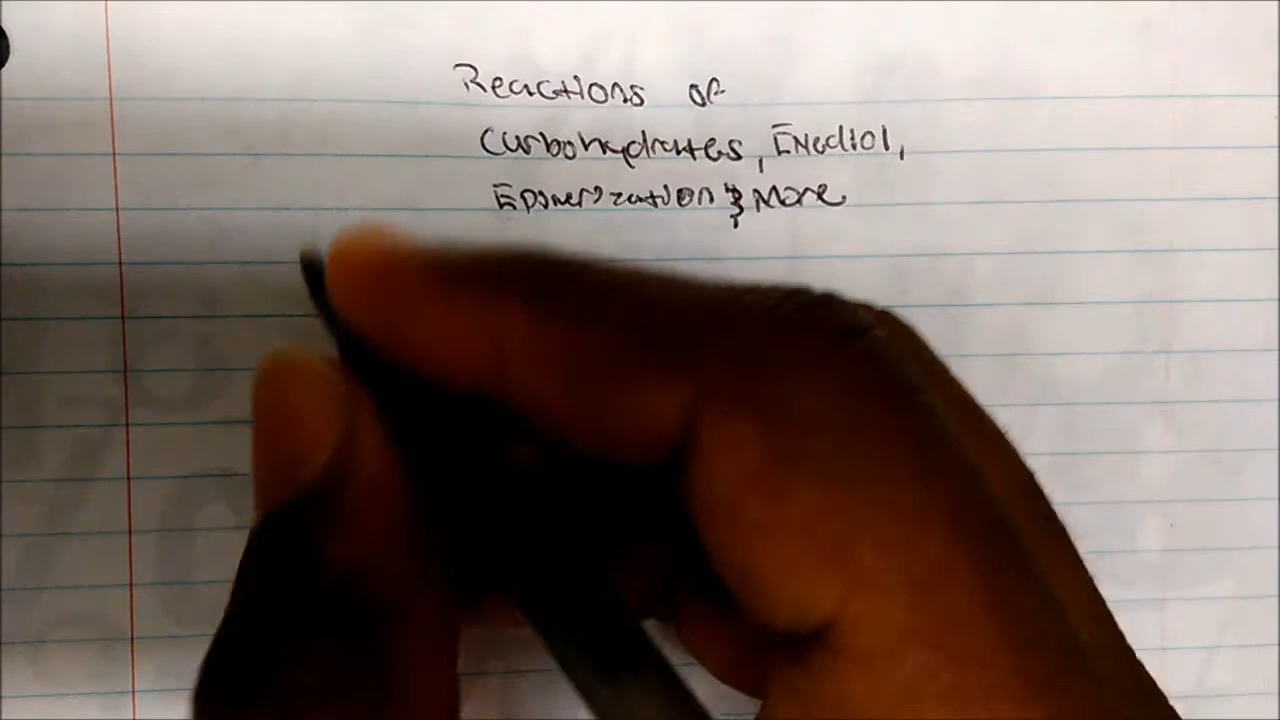 Reactions of
Carbohydrates, Enediol,
Epimerization & More